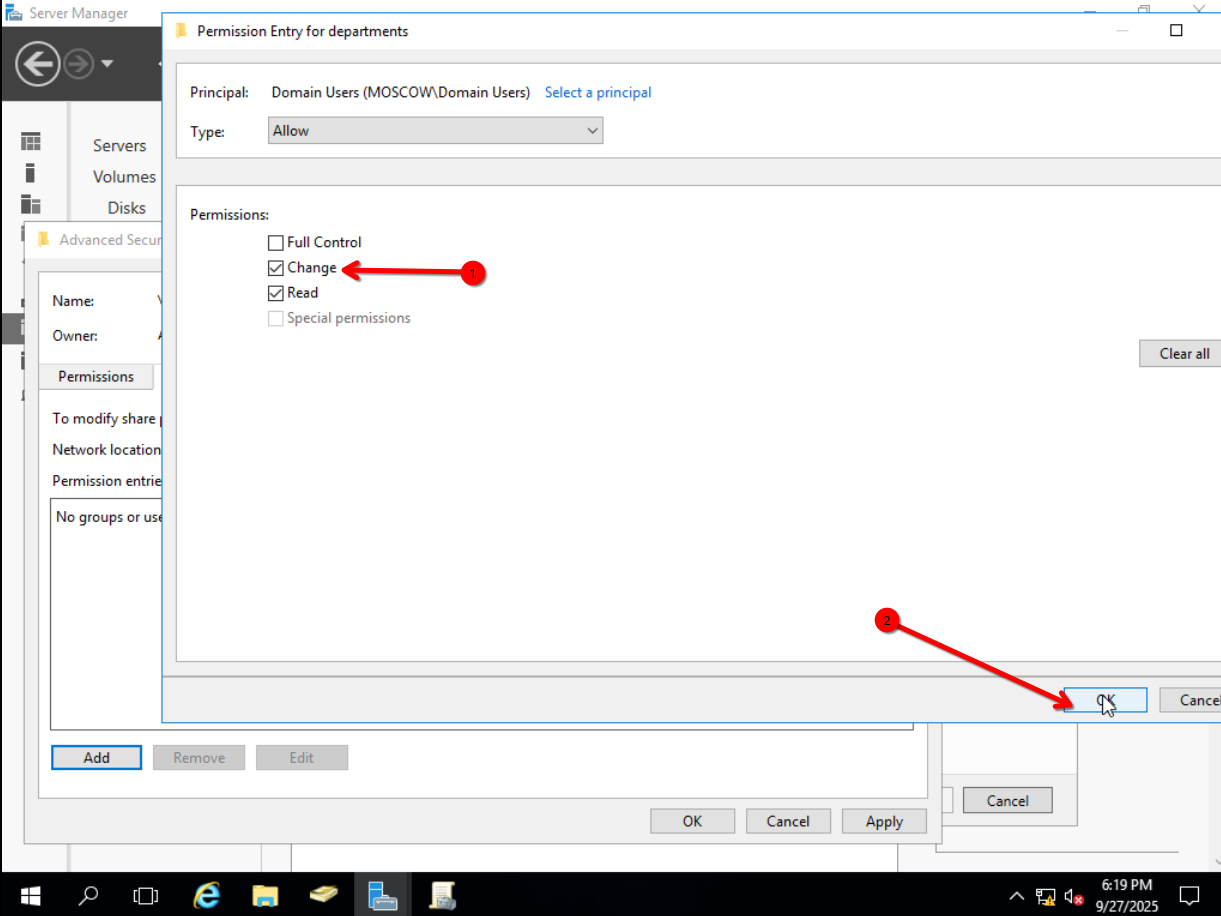 Server Manager
Permission Entry for departments
Principal: Domain Users (MOSCOW\Domain Users) Select a principal
Type: Allow
Servers
Volumes
Disks
Permissions:
Full Control
Change
1
Read
Special permissions
Clear all
Advanced Secur
Name:
Owner:
Permissions
To modify share
Network location
Permission entrie
No groups or use
2
OK
Cancel
Add Remove Edit
Cancel
OK Cancel Apply
6:19 PM
9/27/2025